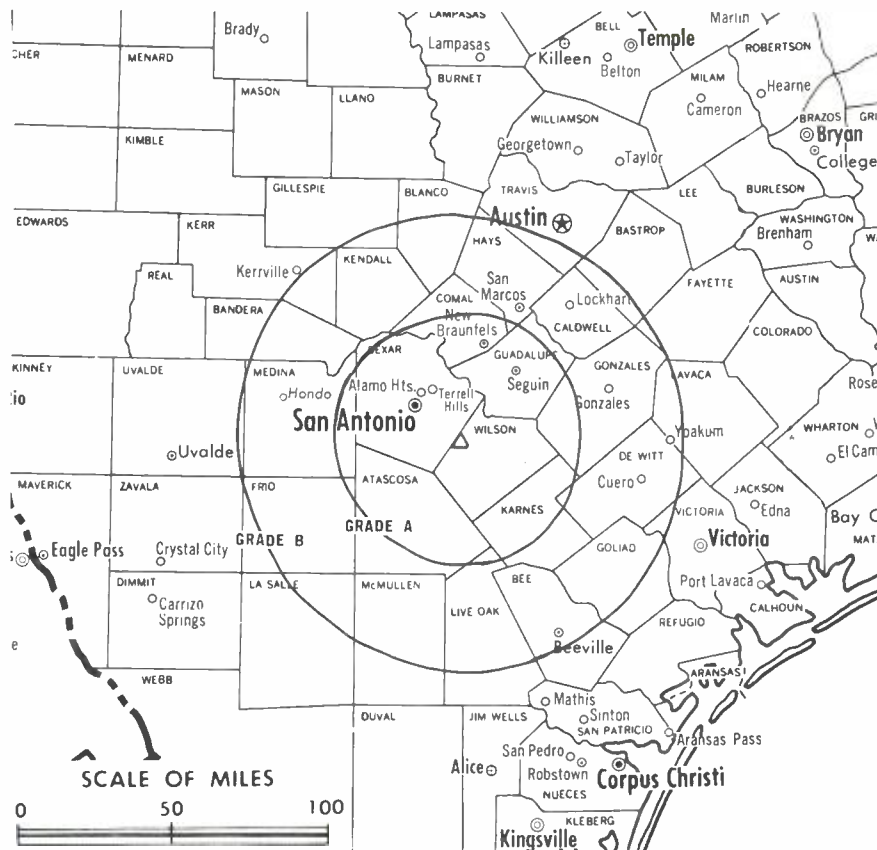 LAMPASAS
BELL
Marlin
Brady
Temple
Lampasas
Killeen
Belton
ROBERTSON
CHER
MENARD
BURNET
MILAM
MASON
LLANO
Cameron
Hearne
WILLIAMSON
BRAZOS
GRI
KIMBLE
Georgetown
Taylor
Bryan
College
GILLESPIE
BLANCO
TRAVIS
LEE
BURLESON
EDWARDS
KERR
Austin
BASTROP
WASHINGTON
Brenham
WA
HAYS
KENDALL
REAL
Kerrville
FAYETTE
AUSTIN
San
Marcos
COMAL
Lockhart
BANDERA
New
Braunfels
CALDWELL
COLORADO
BEXAR
KINNEY
UVALDE
MEDINA
GUADALUPE
GONZALES
LAVACA
Hondo
Alamo Hts.
Terrell
Hills
Seguin
Gonzales
Rose
tio
San Antonio
WILSON
Yoakum
WHARTON
Uvalde
DE WITT
El Cam
MAVERICK
ZAVALA
FRIO
ATASCOSA
Cuero
JACKSON
KARNES
VICTORIA
Edna
Bay C
GRADE B
GRADE A
MAT
s
Eagle Pass
Crystal City
GOLIAD
Victoria
DIMMIT
LA SALLE
McMULLEN
BEE
Port Lavaca
Carrizo
Springs
LIVE OAK
CALHOUN
REFUGIO
e
Beeville
WEBB
ARANSAS
Mathis
DUVAL
JIM WELLS
Sinton
SAN PATRICIO
Aransas Pass
San Pedro
SCALE OF MILES
Alice
Robstown
Corpus Christi
NUECES
0 50 100
KLEBERG
Kingsville